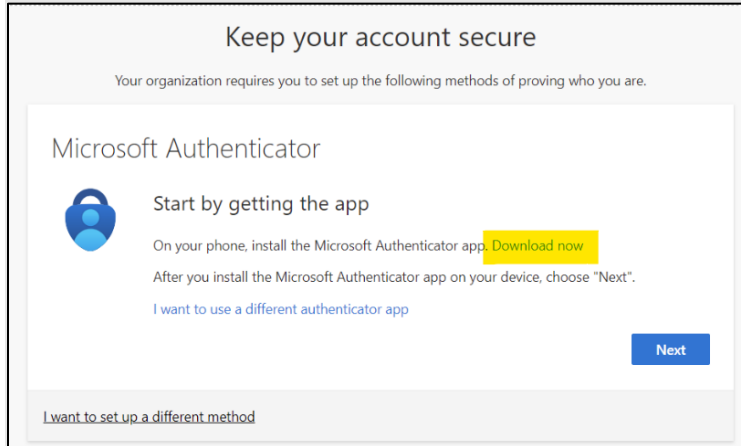 Keep your account secure
Your organization requires you to set up the following methods of proving who you are.
Microsoft Authenticator
Start by getting the app
On your phone, install the Microsoft Authenticator app. Download now
After you install the Microsoft Authenticator app on your device, choose "Next".
I want to use a different authenticator app
Next
I want to set up a different method